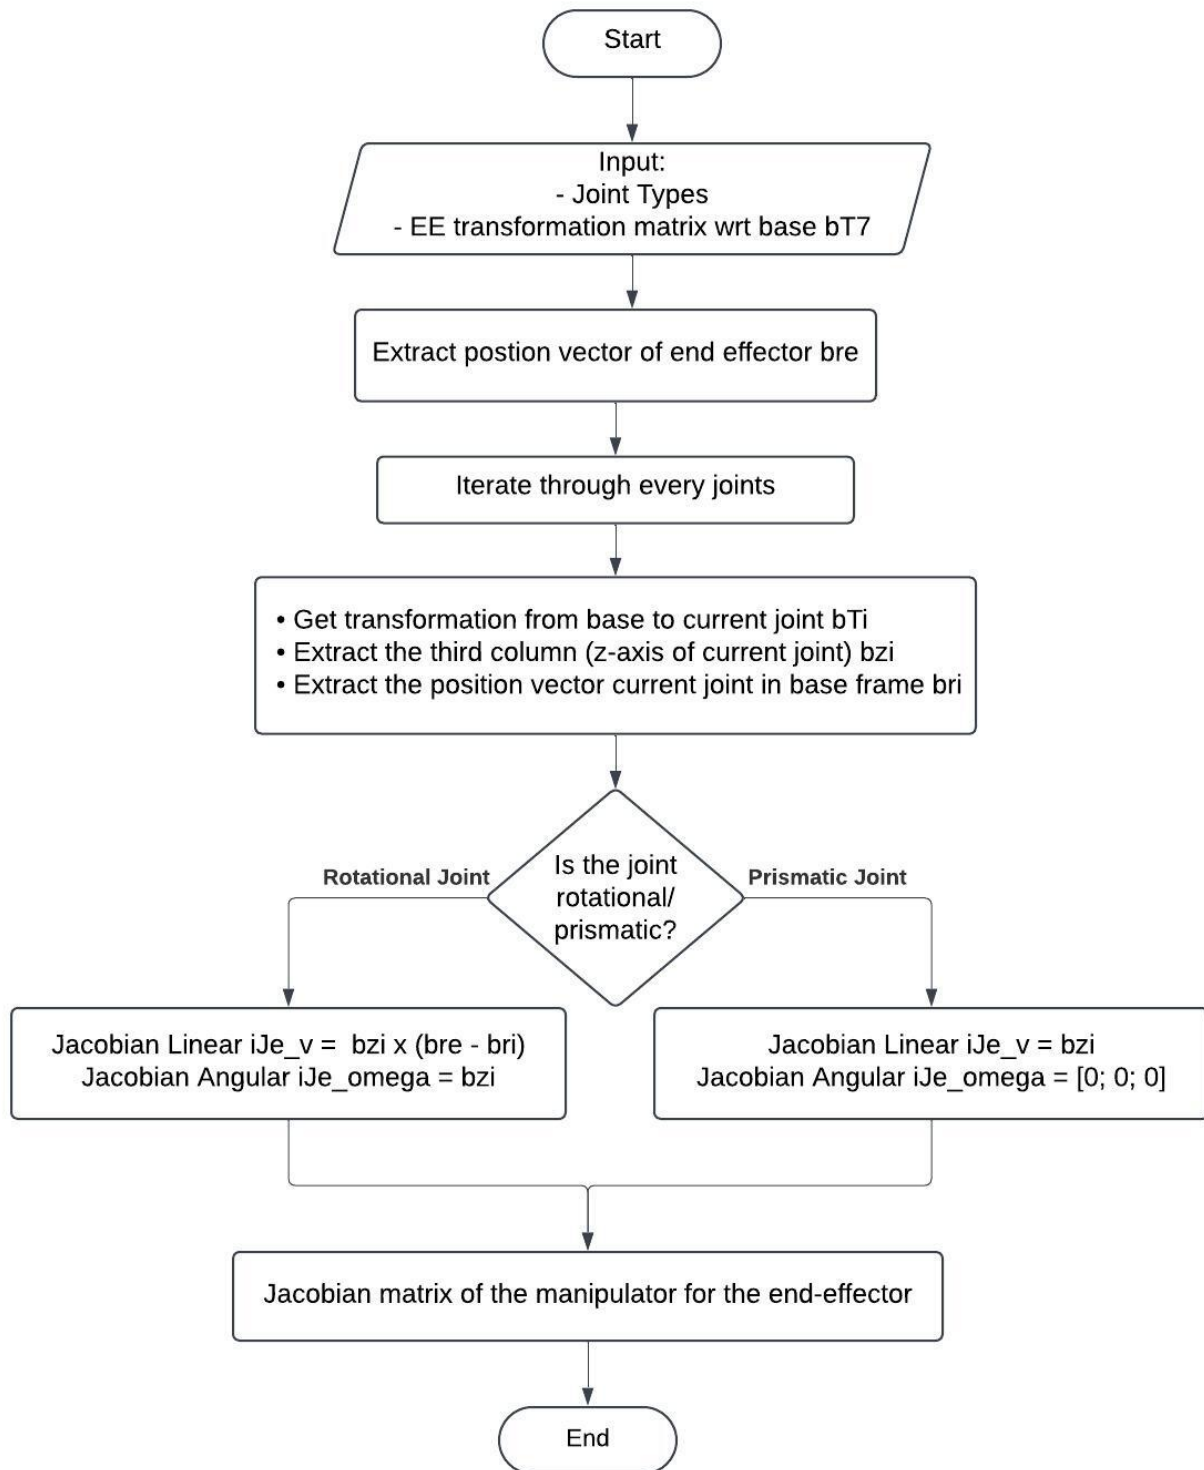 Start
Input:
- Joint Types
- EE transformation matrix wrt base bT7
Extract postion vector of end effector bre
Iterate through every joints
• Get transformation from base to current joint bTi
• Extract the third column (z-axis of current joint) bzi
• Extract the position vector current joint in base frame bri
Is the joint
rotational/
prismatic?
Rotational Joint
Prismatic Joint
Jacobian Linear iJe_v =  bzi x (bre - bri)
Jacobian Angular iJe_omega = bzi
Jacobian Linear iJe_v = bzi
Jacobian Angular iJe_omega = [0; 0; 0]
Jacobian matrix of the manipulator for the end-effector
End